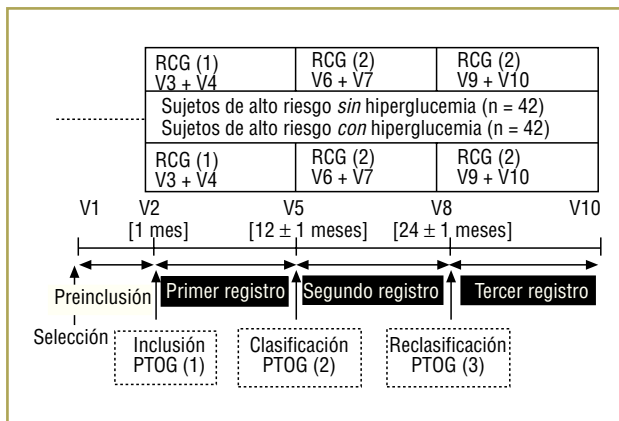 RCG (1) RCG (2) RCG (2)
V3 + V4 V6 + V7 V9 + V10
Sujetos de alto riesgo sin hiperglucemia (n = 42)
Sujetos de alto riesgo con hiperglucemia (n = 42)
RCG (1) RCG (2) RCG (2)
V3 + V4 V6 + V7 V9 + V10
V1 V2 V5 V8 V10
[1 mes] [12 ± 1 meses] [24 ± 1 meses]
Preinclusión Primer registro Segundo registro Tercer registro
Selección
Inclusión Clasificación Reclasificación
PTOG (1) PTOG (2) PTOG (3)